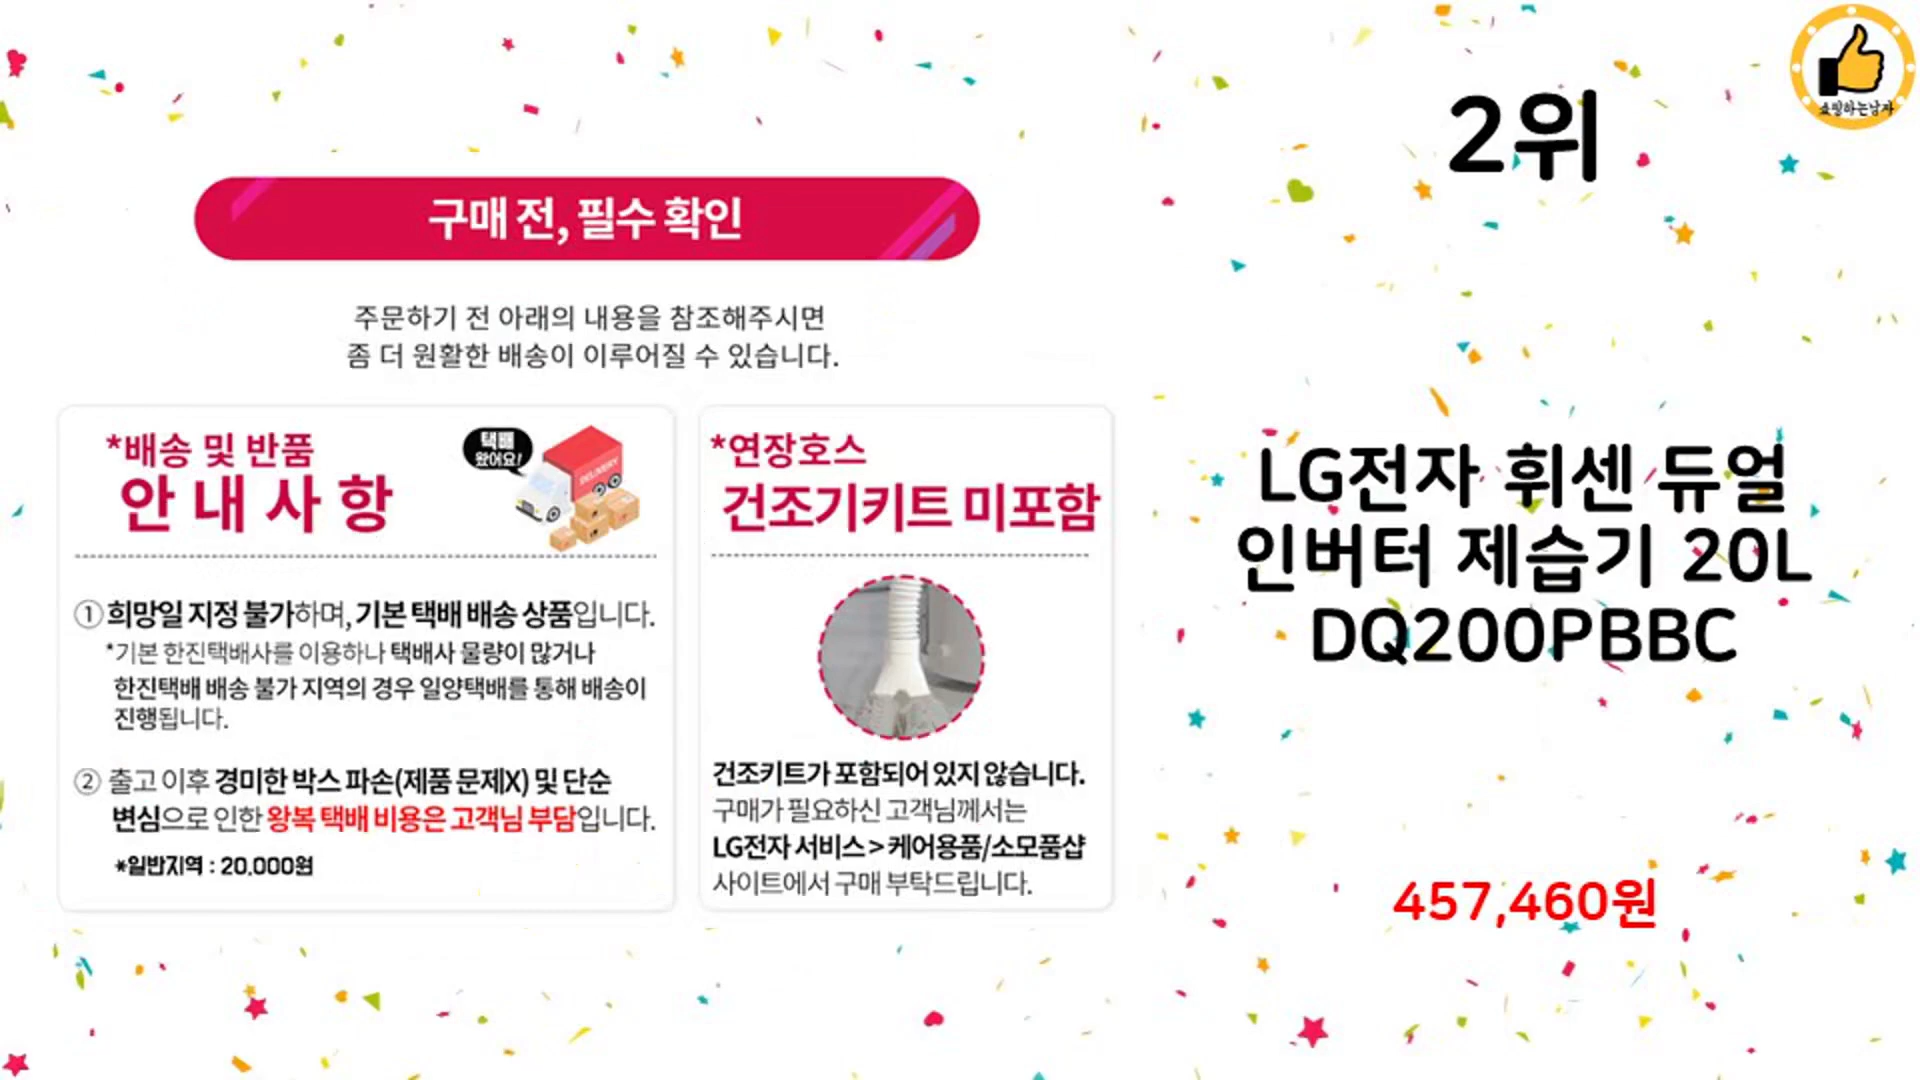 구매 전, 필수 확인
주문하기 전 아래의 내용을 참조해주시면
좀 더 원활한 배송이 이루어질 수 있습니다.
*배송 및 반품
안내사항
택배
왔어요!
DELIVERY
① 희망일 지정 불가하며, 기본 택배 배송 상품입니다.
*기본 한진택배사를 이용하나 택배사 물량이 많거나
한진택배 배송 불가 지역의 경우 일양택배를 통해 배송이
진행됩니다.
② 출고 이후 경미한 박스 파손(제품 문제X) 및 단순
변심으로 인한 왕복 택배 비용은 고객님 부담입니다.
*일반지역 : 20,000원
*연장호스
건조기키트 미포함
건조키트가 포함되어 있지 않습니다.
구매가 필요하신 고객님께서는
LG전자 서비스 > 케어용품/소모품샵
사이트에서 구매 부탁드립니다.
2위
쇼핑하는남자
LG전자 휘센 듀얼
인버터 제습기 20L
DQ200PBBC
457,460원